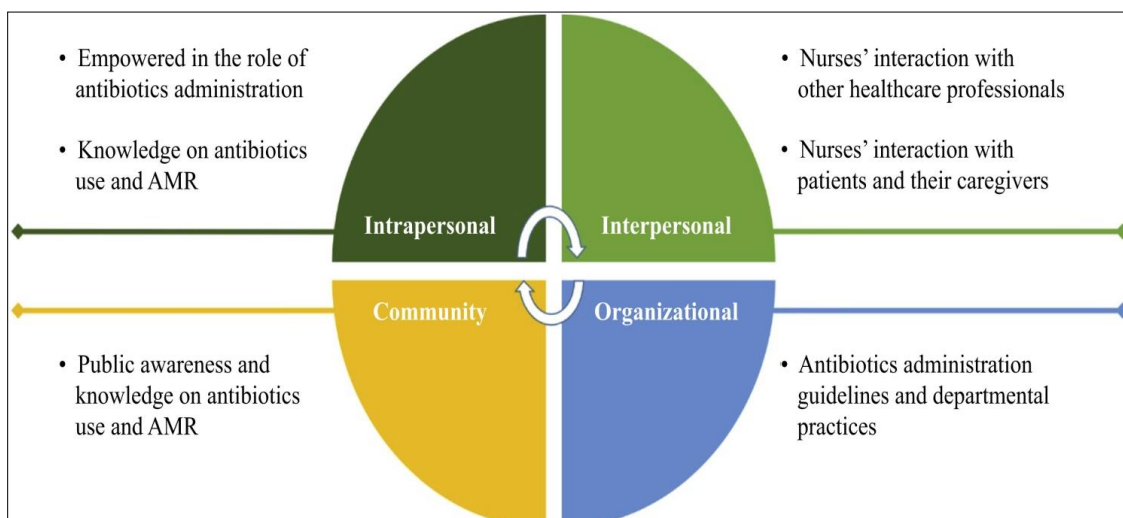 • Empowered in the role of
antibiotics administration
• Knowledge on antibiotics
use and AMR
Intrapersonal
• Nurses’ interaction with
other healthcare professionals
• Nurses’ interaction with
patients and their caregivers
Interpersonal
Community
• Public awareness and
knowledge on antibiotics
use and AMR
Organizational
• Antibiotics administration
guidelines and departmental
practices